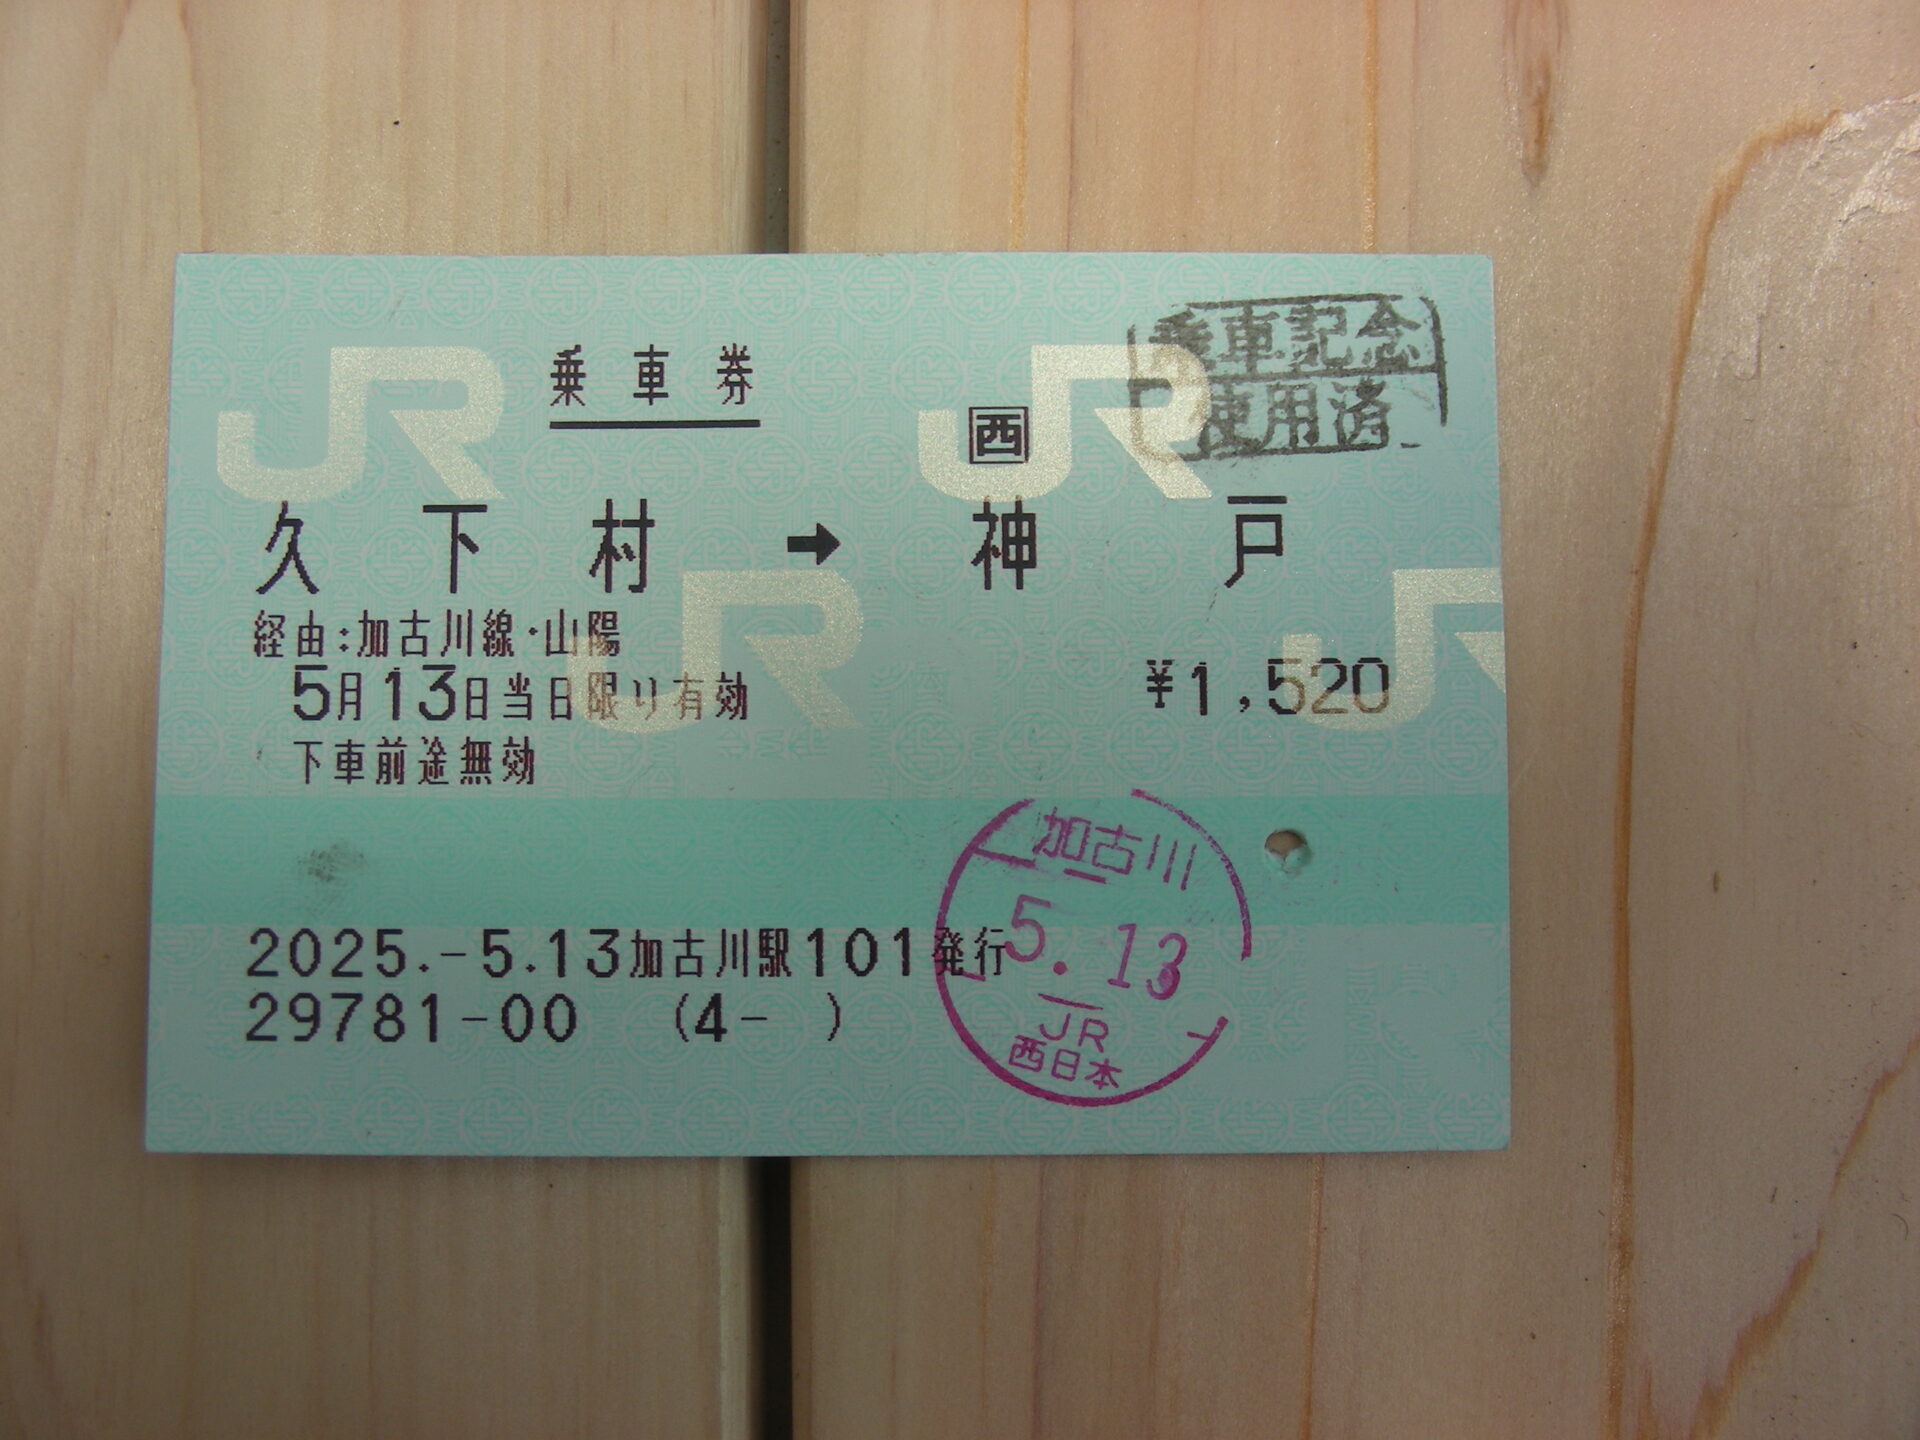 乗車券
乗車記念
使用済
西
久下村→神戸
経由:加古川線・山陽
5月13日当日限り有効
¥1,520
下車前途無効
加古川
5.13
JR
西日本
2025.-5.13加古川駅101発行
29781-00 (4- )
JR
JR
JR
JR